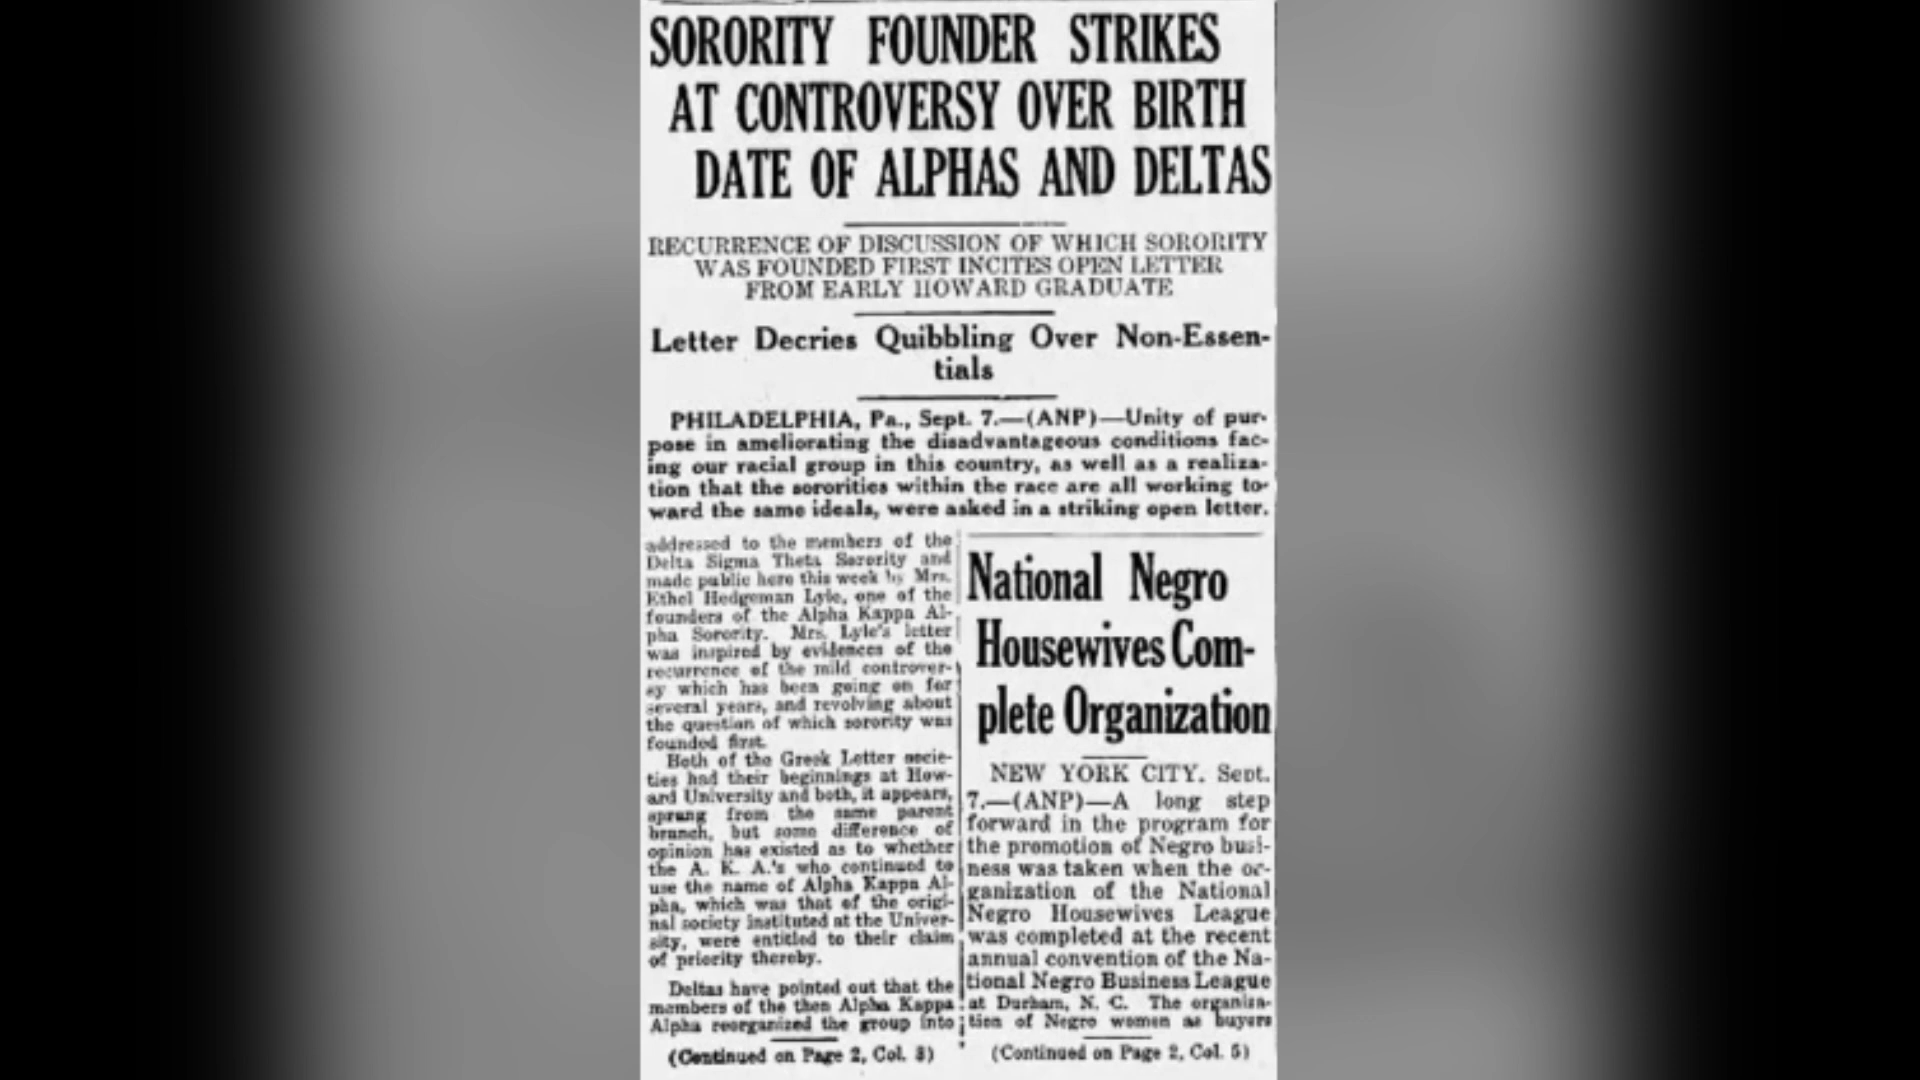 SORORITY FOUNDER STRIKES
AT CONTROVERSY OVER BIRTH
DATE OF ALPHAS AND DELTAS
RECURRENCE OF DISCUSSION OF WHICH SORORITY
WAS FOUNDED FIRST INCITES OPEN LETTER
FROM EARLY HOWARD GRADUATE
Letter Decries Quibbling Over Non-Essen-
tials
PHILADELPHIA, Pa., Sept. 7.—(ANP)—Unity of pur-
pose in ameliorating the disadvantageous conditions fac-
ing our racial group in this country, as well as a realiza-
tion that the sororities within the race are all working to-
ward the same ideals, were asked in a striking open letter.
addressed to the members of the
Delta Sigma Theta Sorority and
made public here this week by Mrs.
Ethel Hedgeman Lyle, one of the
founders of the Alpha Kappa Al-
pha Sorority. Mrs. Lyle's letter
was inspired by evidences of the
recurrence of the mild controver-
sy which has been going on for
several years, and revolving about
the question of which sorority was
founded first.
Both of the Greek Letter socie-
ties had their beginnings at How-
ard University and both, it appears,
sprung from the same parent
branch, but some difference of
opinion has existed as to whether
the A. K. A.'s who continued to
use the name of Alpha Kappa Al-
pha, which was that of the origi-
nal society instituted at the Univer-
sity, were entitled to their claim
of priority thereby.
Deltas have pointed out that the
members of the then Alpha Kappa
Alpha reorganized the group into
(Continued on Page 2, Col. 3)
National Negro
Housewives Com-
plete Organization
NEW YORK CITY, Sept.
7.—(ANP)—A long step
forward in the program for
the promotion of Negro busi-
ness was taken when the or-
ganization of the National
Negro Housewives League
was completed at the recent
annual convention of the Na-
tional Negro Business League
at Durham, N. C. The organiza-
tion of Negro women as buyers
(Continued on Page 2, Col. 5)